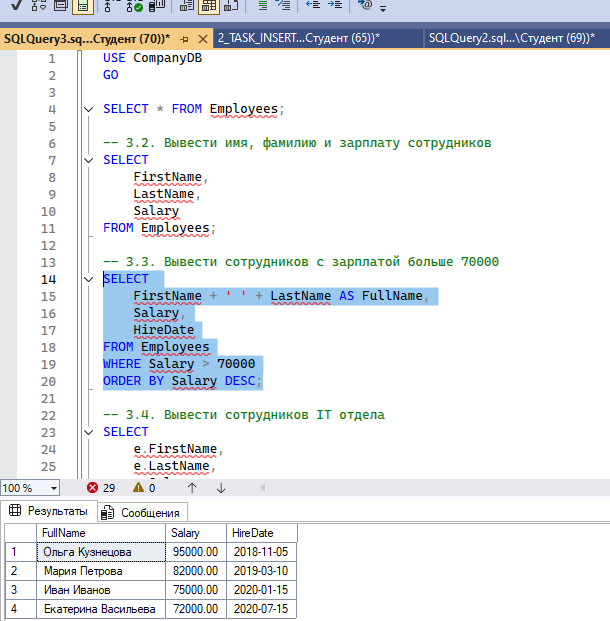 SQLQuery3.sq...Студент (70))*
2_TASK_INSERT...Студент (65))*
SQLQuery2.sql...\Студент (69))*
1 USE CompanyDB
2 GO
3
4 SELECT * FROM Employees;
5
6 -- 3.2. Вывести имя, фамилию и зарплату сотрудников
7 SELECT
8 FirstName,
9 LastName,
10 Salary
11 FROM Employees;
12
13 -- 3.3. Вывести сотрудников с зарплатой больше 70000
14 SELECT
15 FirstName + ' ' + LastName AS FullName,
16 Salary,
17 HireDate
18 FROM Employees
19 WHERE Salary > 70000
20 ORDER BY Salary DESC;
21
22 -- 3.4. Вывести сотрудников IT отдела
23 SELECT
24 e.FirstName,
25 e.LastName,
100 % 29 0
Результаты Сообщения
FullName Salary HireDate
1 Ольга Кузнецова 95000.00 2018-11-05
2 Мария Петрова 82000.00 2019-03-10
3 Иван Иванов 75000.00 2020-01-15
4 Екатерина Васильева 72000.00 2020-07-15